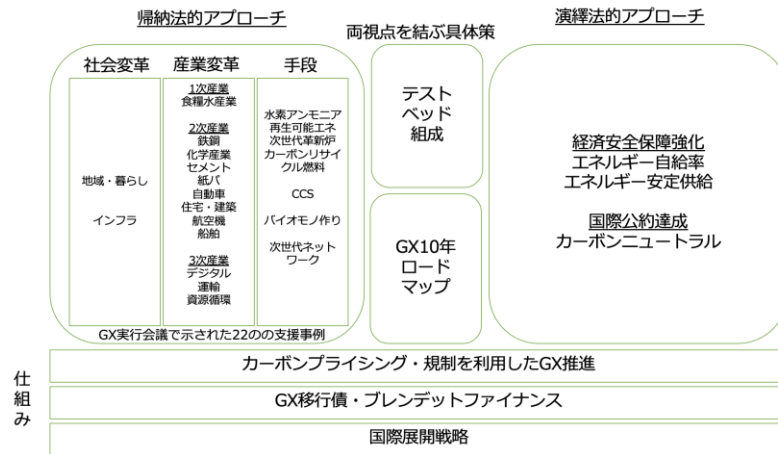 帰納法的アプローチ
両視点を結ぶ具体策
演繹法的アプローチ
社会変革
産業変革
手段
地域・暮らし
インフラ
1次産業
食糧水産業
2次産業
鉄鋼
化学産業
セメント
紙パ
自動車
住宅・建築
航空機
船舶
3次産業
デジタル
運輸
資源循環
水素アンモニア
再生可能エネ
次世代革新炉
カーボンリサイ
クル燃料
CCS
バイオモノ作り
次世代ネット
ワーク
GX実行会議で示された22のの支援事例
テスト
ベッド
組成
GX10年
ロード
マップ
経済安全保障強化
エネルギー自給率
エネルギー安定供給
国際公約達成
カーボンニュートラル
仕組み
カーボンプライシング・規制を利用したGX推進
GX移行債・ブレンデットファイナンス
国際展開戦略